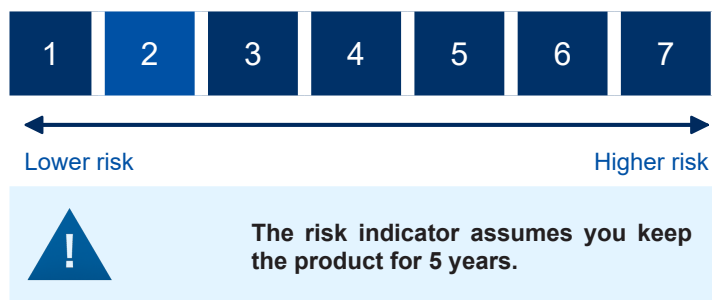 1 2 3 4 5 6 7
Lower risk Higher risk
!
The risk indicator assumes you keep
the product for 5 years.